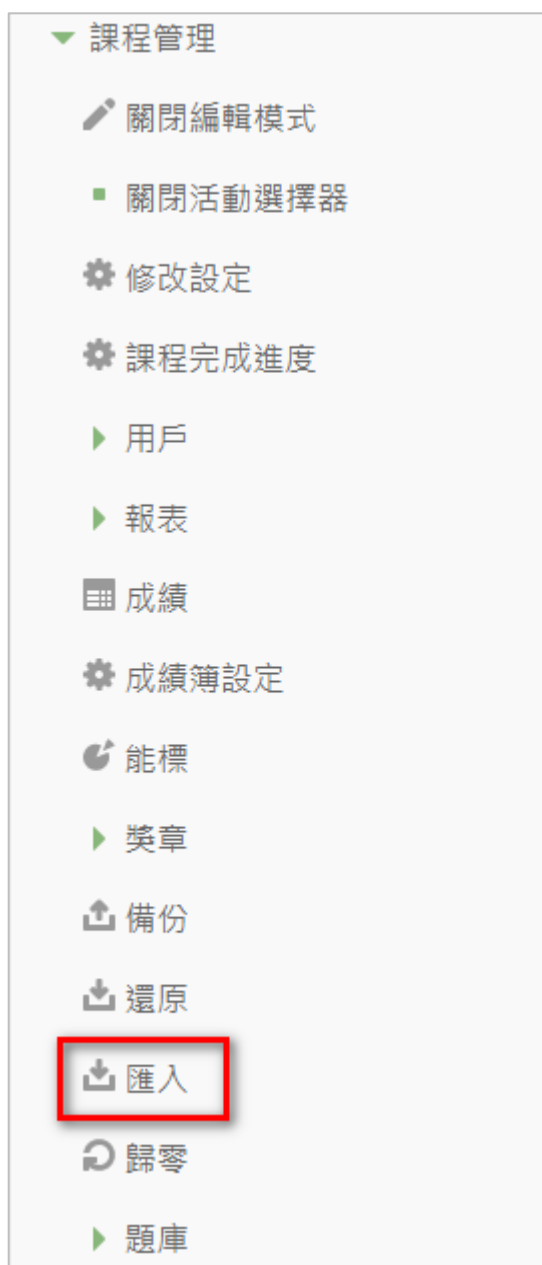 課程管理
關閉編輯模式
關閉活動選擇器
修改設定
課程完成進度
用戶
報表
成績
成績簿設定
能標
獎章
備份
還原
匯入
歸零
題庫